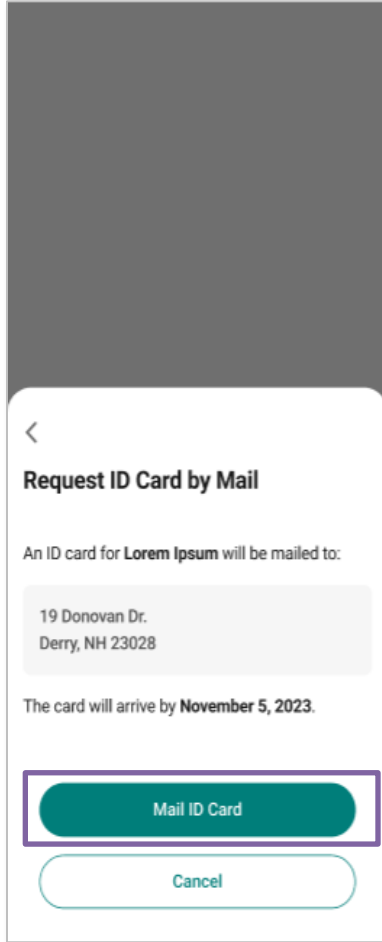 Request ID Card by Mail
An ID card for Lorem Ipsum will be mailed to:
19 Donovan Dr.
Derry, NH 23028
The card will arrive by November 5, 2023.
Mail ID Card
Cancel